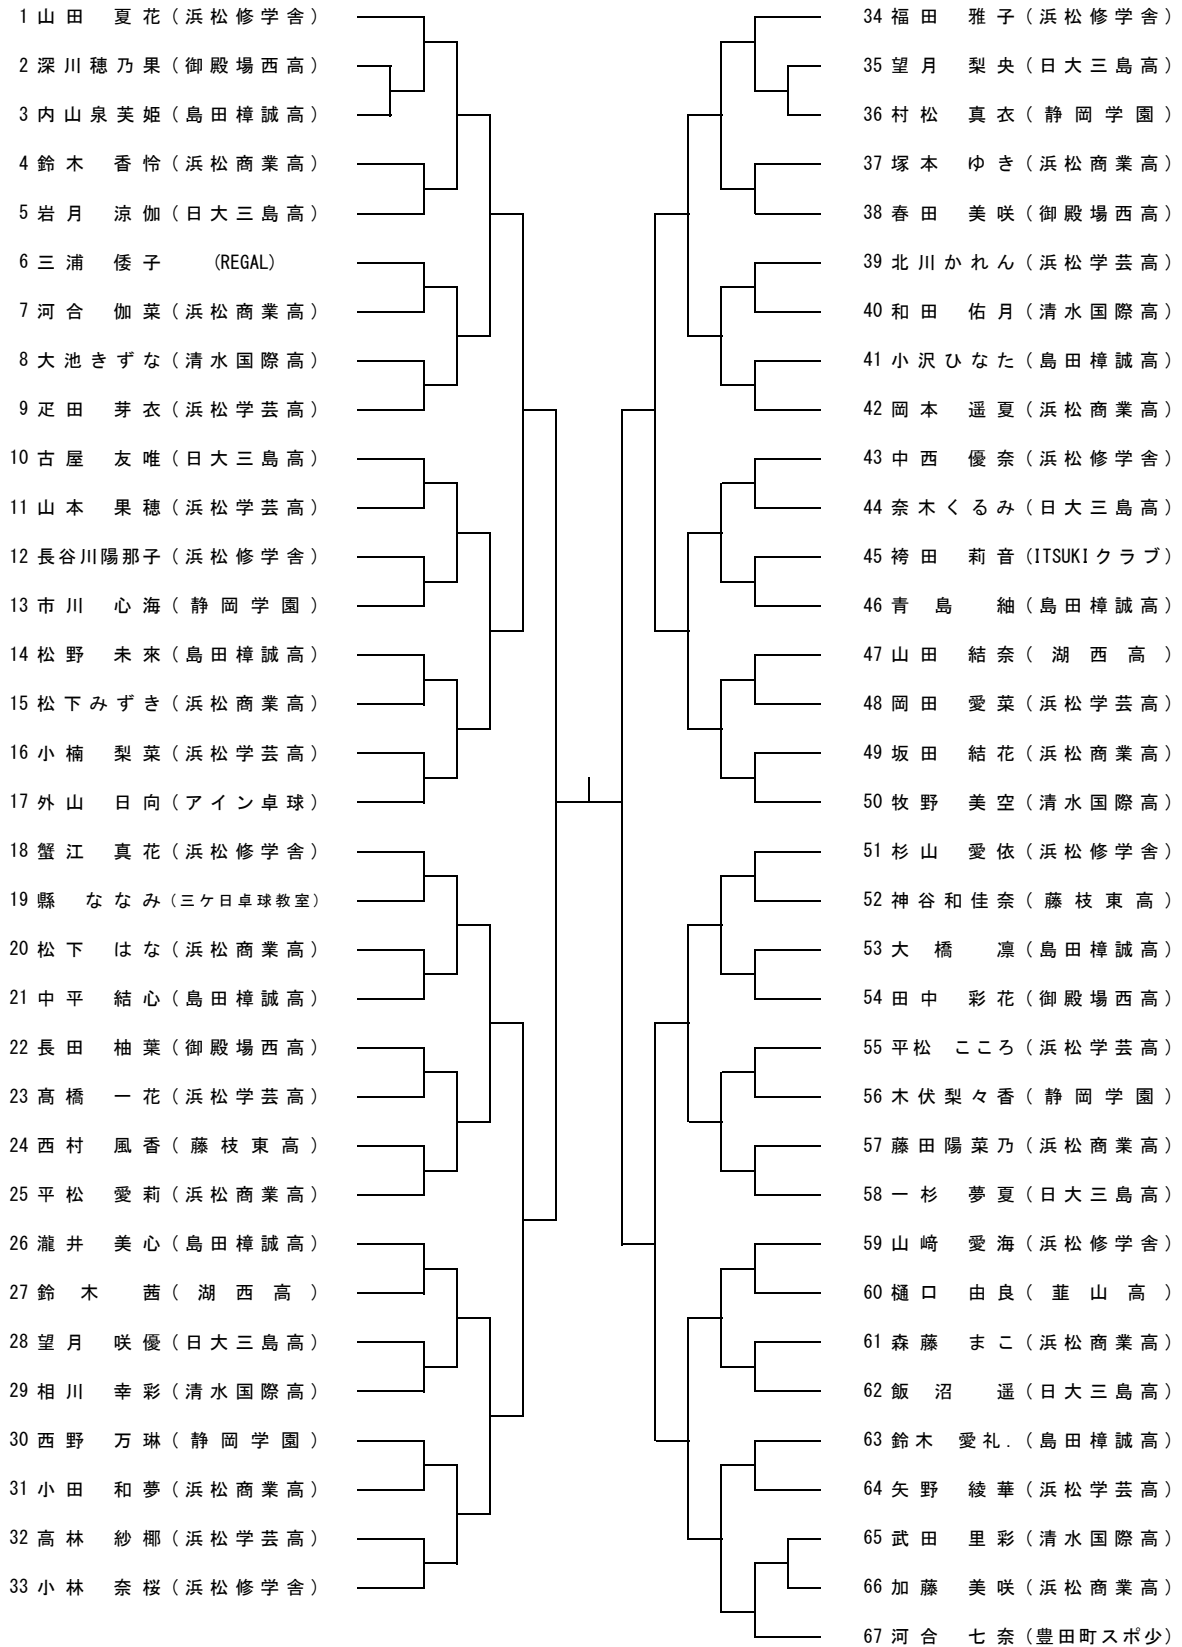 1 山田 夏花 (浜松修学舎)
2 深川穂乃果 (御殿場西高)
3 内山泉芙姫 (島田樟誠高)
4 鈴木 香怜 (浜松商業高)
5 岩月 涼伽 (日大三島高)
6 三浦 倭子 (REGAL)
7 河合 伽菜 (浜松商業高)
8 大池きずな (清水国際高)
9 疋田 芽衣 (浜松学芸高)
10 古屋 友唯 (日大三島高)
11 山本 果穂 (浜松学芸高)
12 長谷川陽那子 (浜松修学舎)
13 市川 心海 (静岡学園)
14 松野 未來 (島田樟誠高)
15 松下みずき (浜松商業高)
16 小楠 梨菜 (浜松学芸高)
17 外山 日向 (アイン卓球)
18 蟹江 真花 (浜松修学舎)
19 縣 ななみ (三ケ日卓球教室)
20 松下 はな (浜松商業高)
21 中平 結心 (島田樟誠高)
22 長田 柚葉 (御殿場西高)
23 髙橋 一花 (浜松学芸高)
24 西村 風香 (藤枝東高)
25 平松 愛莉 (浜松商業高)
26 瀧井 美心 (島田樟誠高)
27 鈴木 茜 (湖西高)
28 望月 咲優 (日大三島高)
29 相川 幸彩 (清水国際高)
30 西野 万琳 (静岡学園)
31 小田 和夢 (浜松商業高)
32 高林 紗椰 (浜松学芸高)
33 小林 奈桜 (浜松修学舎)
34 福田 雅子 (浜松修学舎)
35 望月 梨央 (日大三島高)
36 村松 真衣 (静岡学園)
37 塚本 ゆき (浜松商業高)
38 春田 美咲 (御殿場西高)
39 北川かれん (浜松学芸高)
40 和田 佑月 (清水国際高)
41 小沢ひなた (島田樟誠高)
42 岡本 遥夏 (浜松商業高)
43 中西 優奈 (浜松修学舎)
44 奈木くるみ (日大三島高)
45 袴田 莉音 (ITSUKIクラブ)
46 青島 紬 (島田樟誠高)
47 山田 結奈 (湖西高)
48 岡田 愛菜 (浜松学芸高)
49 坂田 結花 (浜松商業高)
50 牧野 美空 (清水国際高)
51 杉山 愛依 (浜松修学舎)
52 神谷和佳奈 (藤枝東高)
53 大橋 凛 (島田樟誠高)
54 田中 彩花 (御殿場西高)
55 平松 こころ (浜松学芸高)
56 木伏梨々香 (静岡学園)
57 藤田陽菜乃 (浜松商業高)
58 一杉 夢夏 (日大三島高)
59 山﨑 愛海 (浜松修学舎)
60 樋口 由良 (韮山高)
61 森藤 まこ (浜松商業高)
62 飯沼 遥 (日大三島高)
63 鈴木 愛礼. (島田樟誠高)
64 矢野 綾華 (浜松学芸高)
65 武田 里彩 (清水国際高)
66 加藤 美咲 (浜松商業高)
67 河合 七奈 (豊田町スポ少)